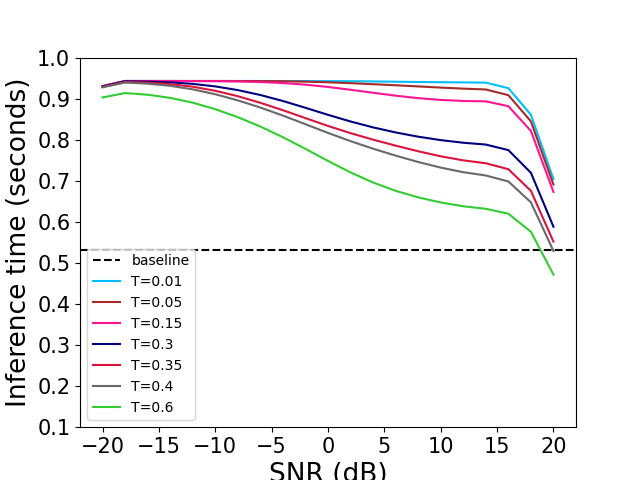 1.0
0.9
0.8
0.7
0.6
0.5
0.4
0.3
0.2
0.1
Inference time (seconds)
baseline
T=0.01
T=0.05
T=0.15
T=0.3
T=0.35
T=0.4
T=0.6
−20 −15 −10 −5 0 5 10 15 20
SNR (dB)